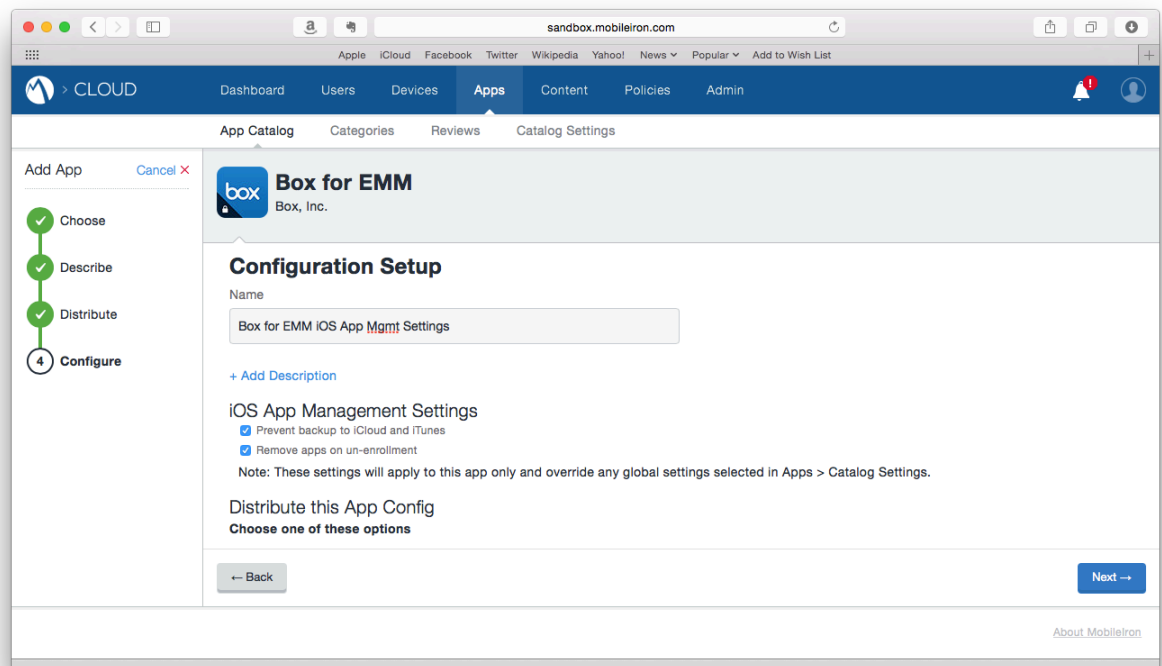 sandbox.mobileiron.com
Apple iCloud Facebook Twitter Wikipedia Yahoo! News Popular Add to Wish List
> CLOUD Dashboard Users Devices Apps Content Policies Admin !
App Catalog Categories Reviews Catalog Settings
Add App Cancel ×
Choose
Describe
Distribute
4 Configure
box
Box for EMM
Box, Inc.
Configuration Setup
Name
Box for EMM iOS App Mgmt Settings
+ Add Description
iOS App Management Settings
Prevent backup to iCloud and iTunes
Remove apps on un-enrollment
Note: These settings will apply to this app only and override any global settings selected in Apps > Catalog Settings.
Distribute this App Config
Choose one of these options
← Back Next →
About MobileIron